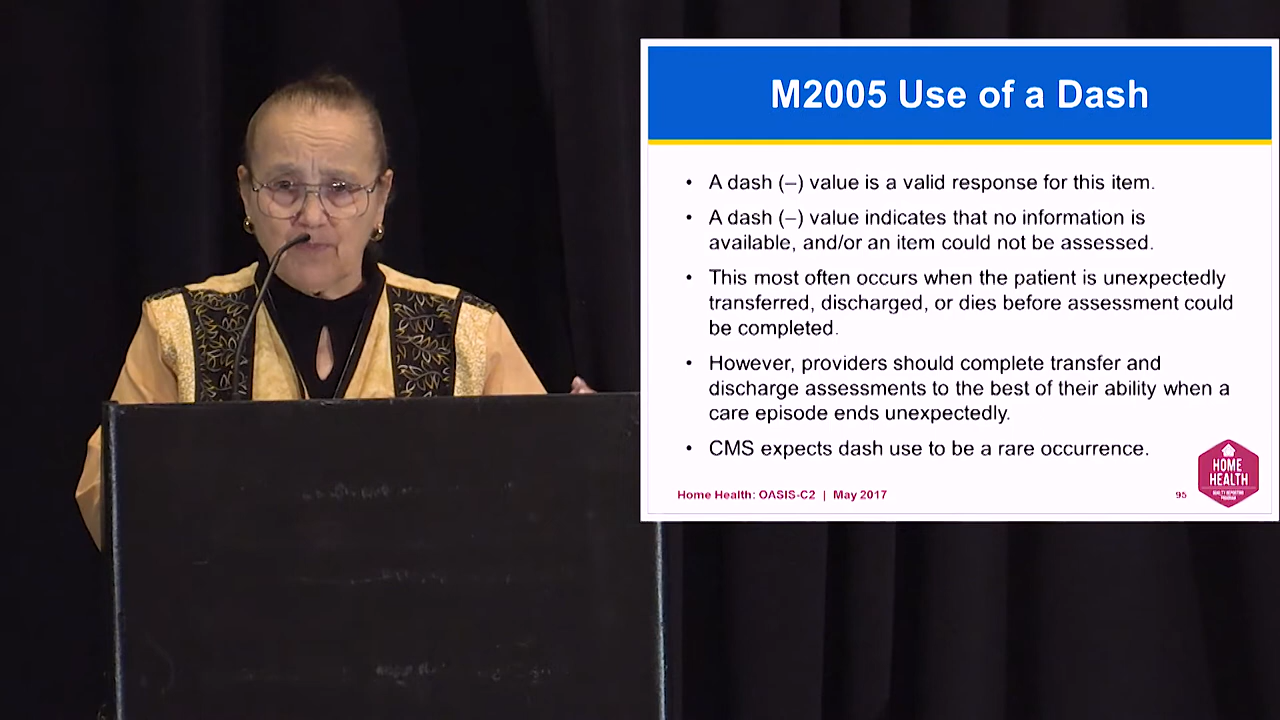 M2005 Use of a Dash
• A dash (–) value is a valid response for this item.
• A dash (–) value indicates that no information is
available, and/or an item could not be assessed.
• This most often occurs when the patient is unexpectedly
transferred, discharged, or dies before assessment could
be completed.
• However, providers should complete transfer and
discharge assessments to the best of their ability when a
care episode ends unexpectedly.
• CMS expects dash use to be a rare occurrence.
Home Health: OASIS-C2 | May 2017
95
HOME
HEALTH
QUALITY REPORTING
PROGRAM